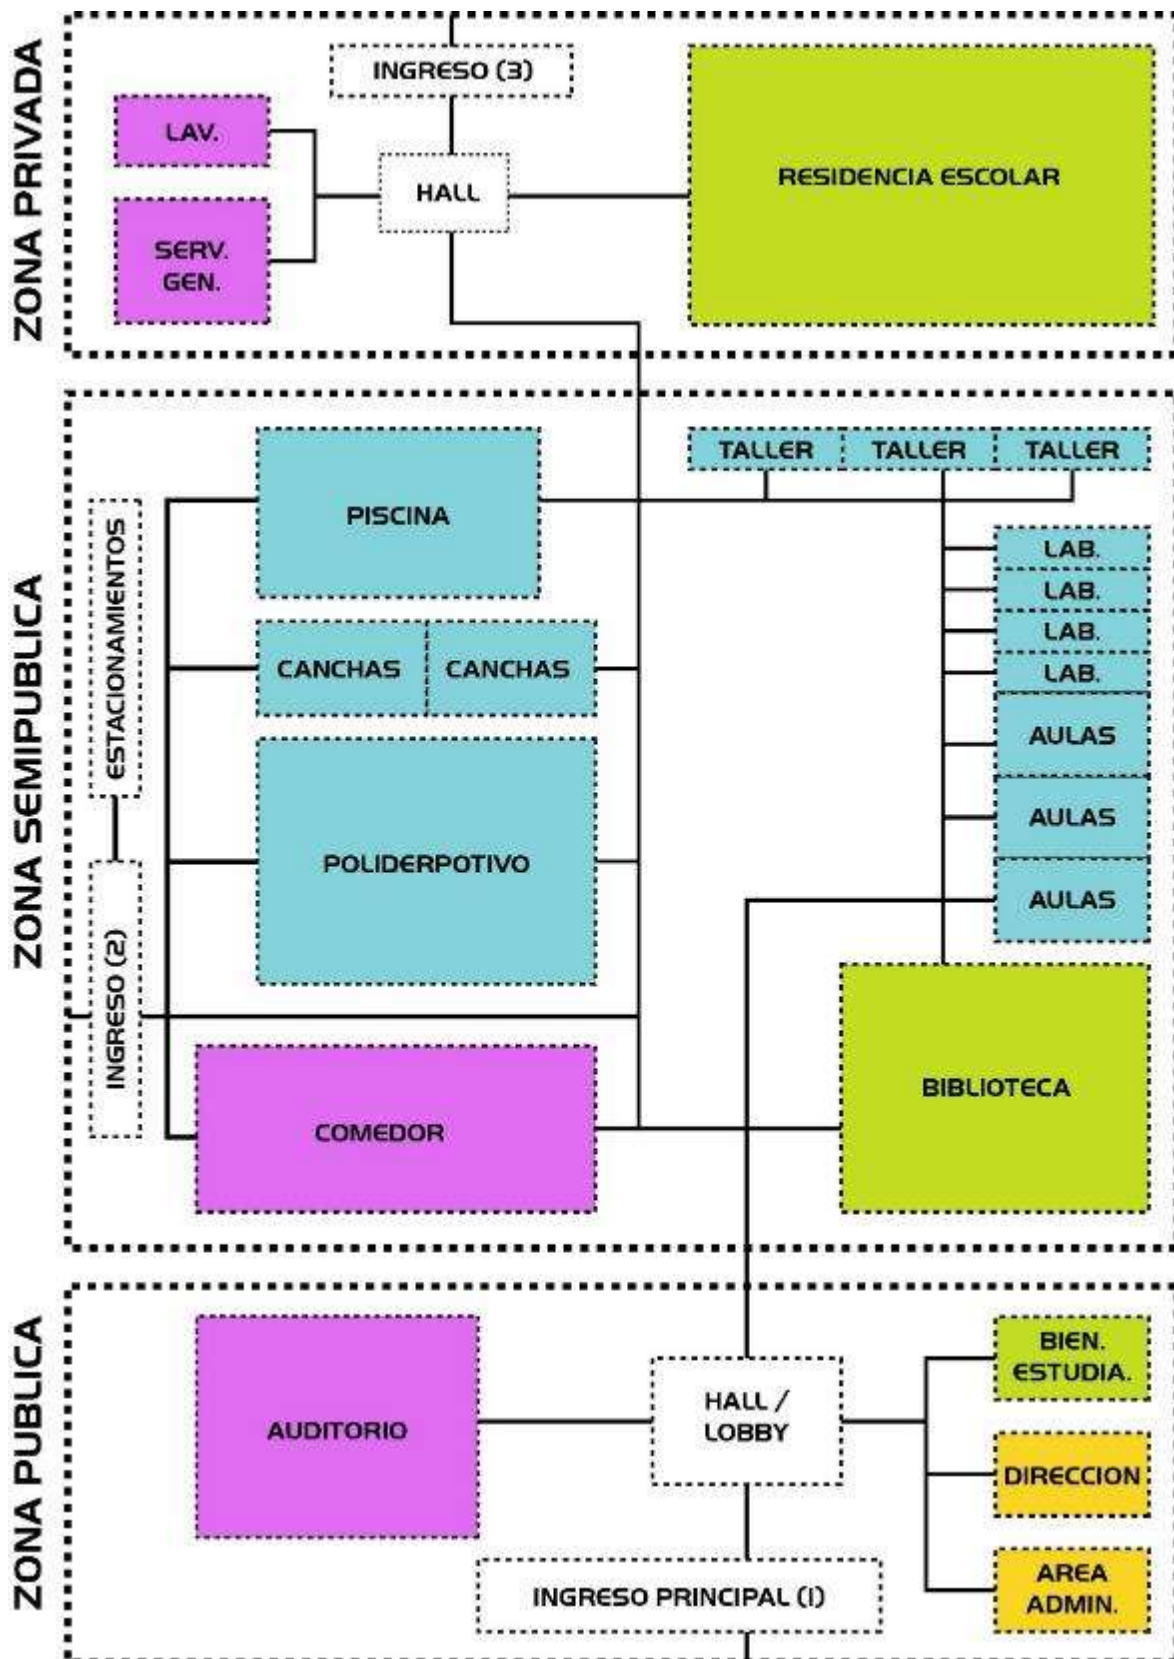 ZONA PRIVADA
INGRESO (3)
LAV.
HALL
RESIDENCIA ESCOLAR
SERV.
GEN.
ZONA SEMIPUBLICA
TALLER
TALLER
TALLER
PISCINA
ESTACIONAMIENTOS
LAB.
LAB.
LAB.
LAB.
CANCHAS
CANCHAS
AULAS
AULAS
AULAS
POLIDERPOTIVO
INGRESO (2)
BIBLIOTECA
COMEDOR
ZONA PUBLICA
AUDITORIO
HALL /
LOBBY
BIEN.
ESTUDIA.
DIRECCION
AREA
ADMIN.
INGRESO PRINCIPAL (1)